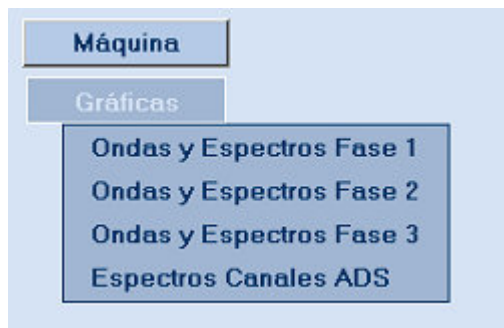 Máquina
Gráficas
Ondas y Espectros Fase 1
Ondas y Espectros Fase 2
Ondas y Espectros Fase 3
Espectros Canales ADS